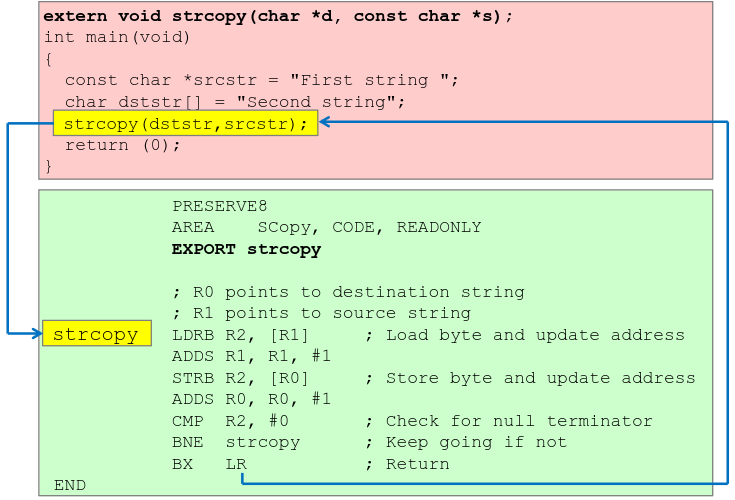 extern void strcopy(char *d, const char *s);
int main(void)
{
  const char *srcstr = "First string ";
  char dststr[] = "Second string";
  strcopy(dststr,srcstr);
  return (0);
}
PRESERVE8
AREA    SCopy, CODE, READONLY
EXPORT strcopy
; R0 points to destination string
; R1 points to source string
strcopy LDRB R2, [R1]     ; Load byte and update address
ADDS R1, R1, #1
STRB R2, [R0]     ; Store byte and update address
ADDS R0, R0, #1
CMP  R2, #0       ; Check for null terminator
BNE  strcopy      ; Keep going if not
BX   LR           ; Return
END